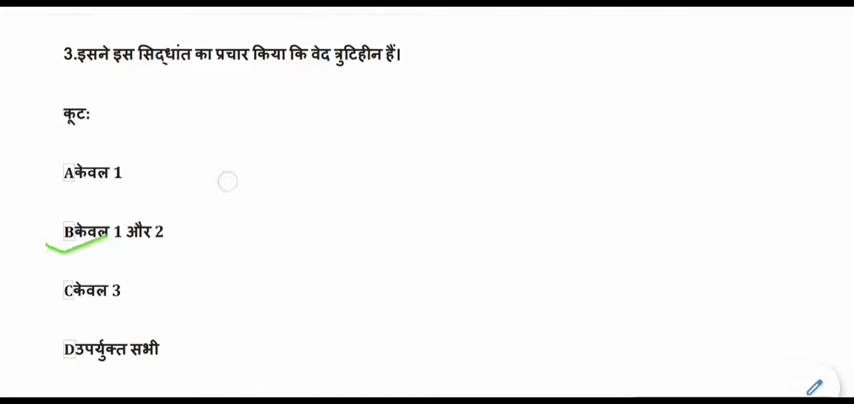 3.इसने इस सिद्धांत का प्रचार किया कि वेद त्रुटिहीन हैं।
कूट:
Aकेवल 1
Bकेवल 1 और 2
Cकेवल 3
Dउपर्युक्त सभी